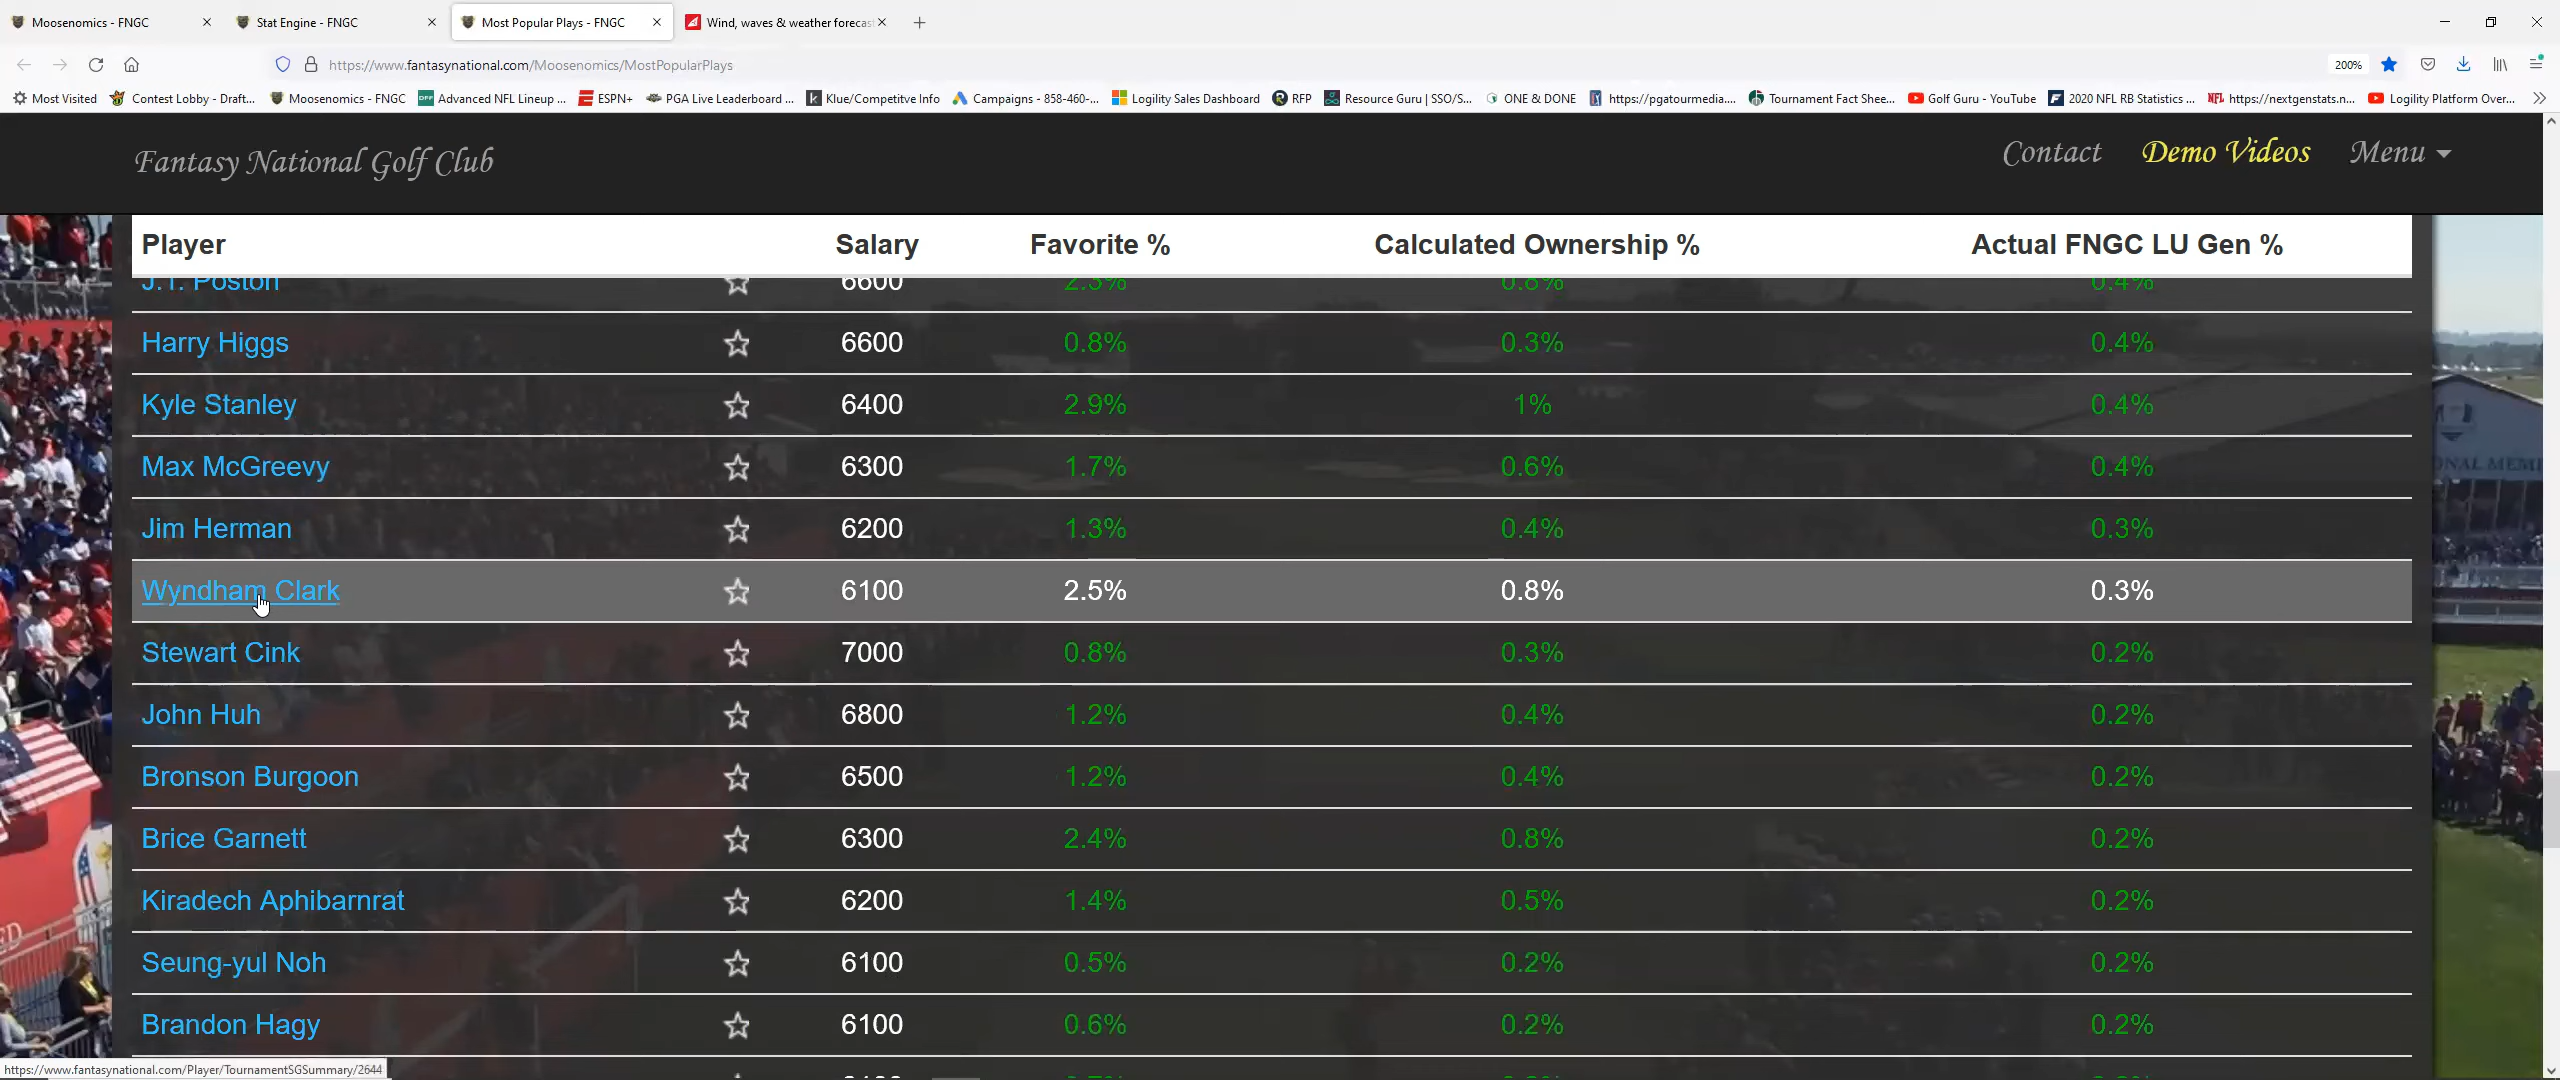 Moosenomics - FNGC
Stat Engine - FNGC
Most Popular Plays - FNGC
Wind, waves & weather forecas
https://www.fantasynational.com/Moosenomics/MostPopularPlays
200%
Most Visited
Contest Lobby - Draft...
Moosenomics - FNGC
Advanced NFL Lineup ...
ESPN+
PGA Live Leaderboard ...
Klue/Competitve Info
Campaigns - 858-460-...
Logility Sales Dashboard
RFP
Resource Guru | SSO/S...
ONE & DONE
https://pgatourmedia....
Tournament Fact Shee...
Golf Guru - YouTube
2020 NFL RB Statistics ...
https://nextgenstats.n...
Logility Platform Over...
Fantasy National Golf Club
Contact
Demo Videos
Menu
Player Salary Favorite % Calculated Ownership % Actual FNGC LU Gen %
J.T. Poston 6600 2.3% 0.8% 0.4%
Harry Higgs 6600 0.8% 0.3% 0.4%
Kyle Stanley 6400 2.9% 1% 0.4%
Max McGreevy 6300 1.7% 0.6% 0.4%
Jim Herman 6200 1.3% 0.4% 0.3%
Wyndham Clark 6100 2.5% 0.8% 0.3%
Stewart Cink 7000 0.8% 0.3% 0.2%
John Huh 6800 1.2% 0.4% 0.2%
Bronson Burgoon 6500 1.2% 0.4% 0.2%
Brice Garnett 6300 2.4% 0.8% 0.2%
Kiradech Aphibarnrat 6200 1.4% 0.5% 0.2%
Seung-yul Noh 6100 0.5% 0.2% 0.2%
Brandon Hagy 6100 0.6% 0.2% 0.2%
https://www.fantasynational.com/Player/TournamentSGSummary/2644